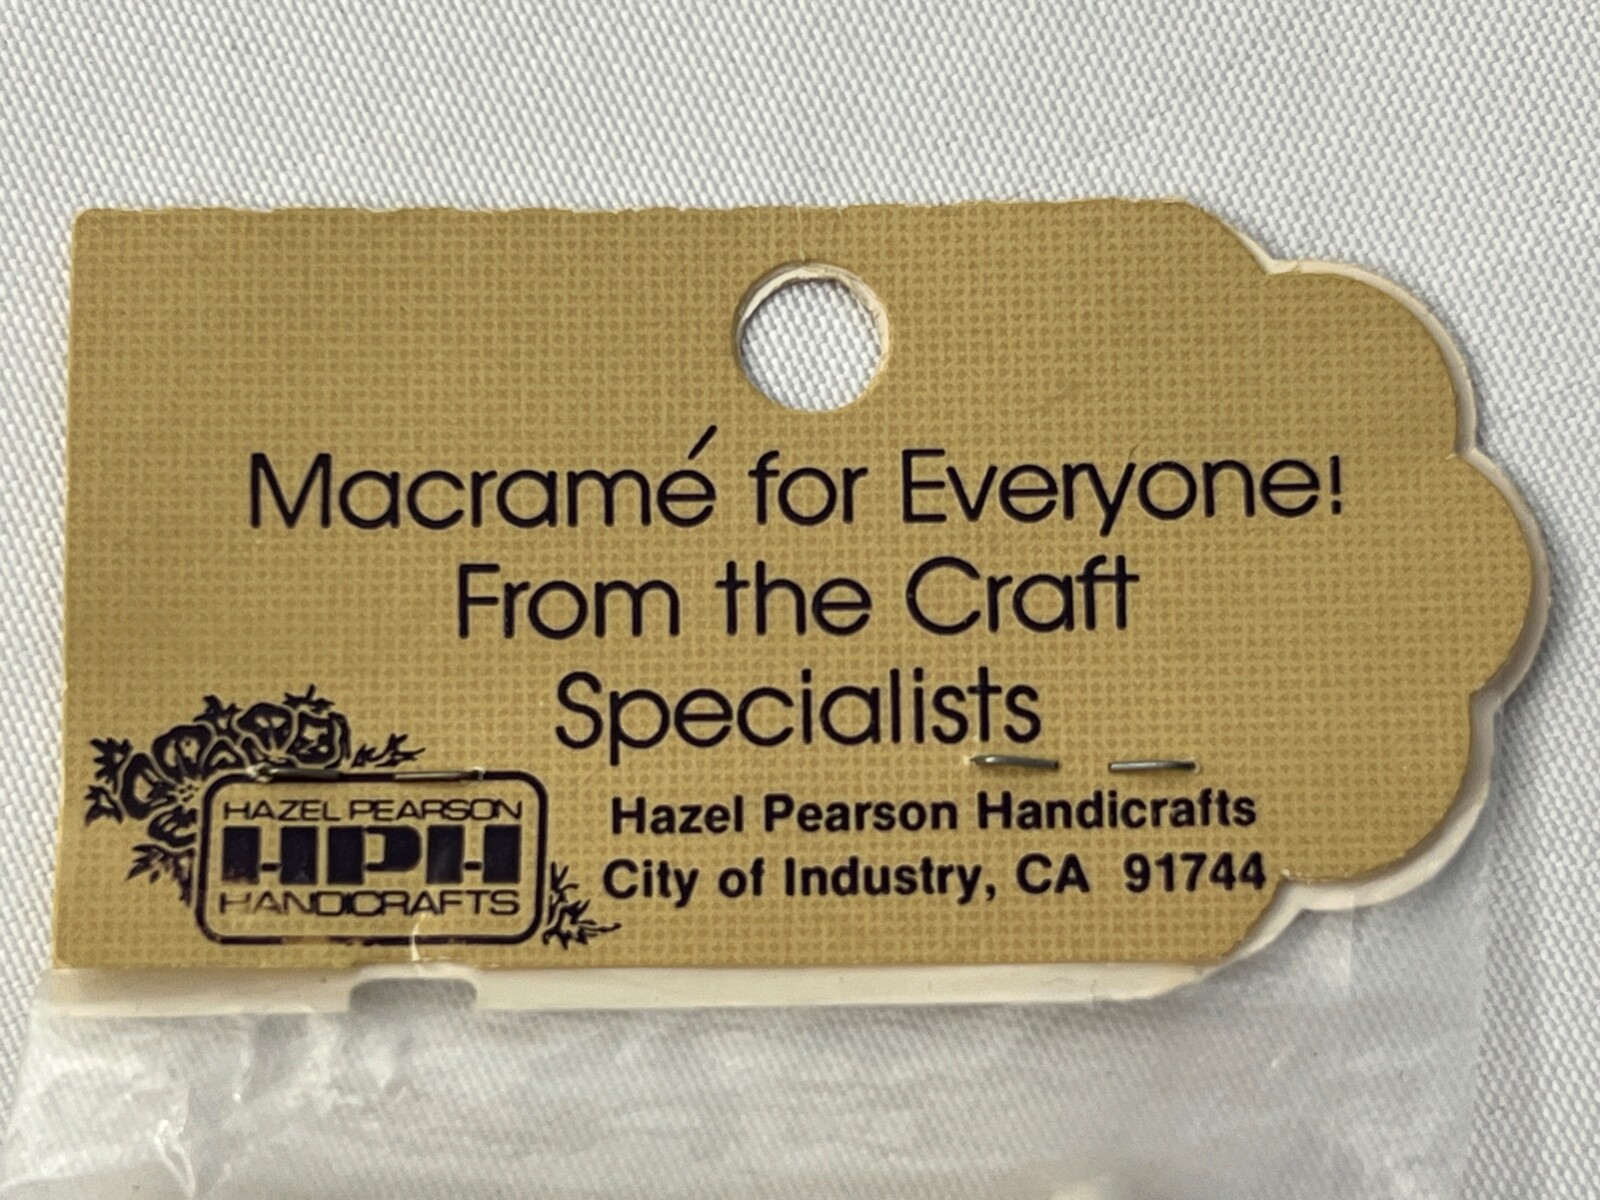 Macramé for Everyone!
From the Craft
Specialists
HAZEL PEARSON
HPH
HANDICRAFTS
Hazel Pearson Handicrafts
City of Industry, CA 91744